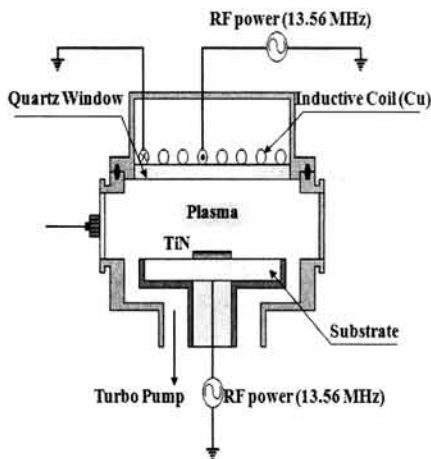 RF power (13.56 MHz)
Quartz Window
Inductive Coil (Cu)
Plasma
TiN
Substrate
Turbo Pump
RF power (13.56 MHz)